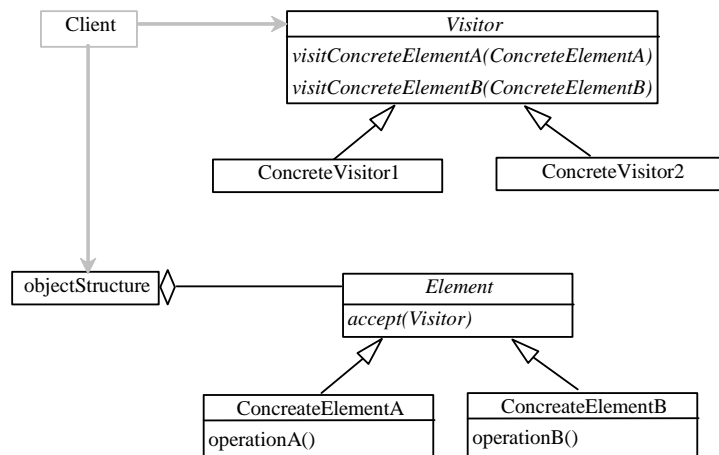 Client
Visitor
visitConcreteElementA(ConcreteElementA)
visitConcreteElementB(ConcreteElementB)
ConcreteVisitor1
ConcreteVisitor2
objectStructure
Element
accept(Visitor)
ConcreateElementA
operationA()
ConcreateElementB
operationB()